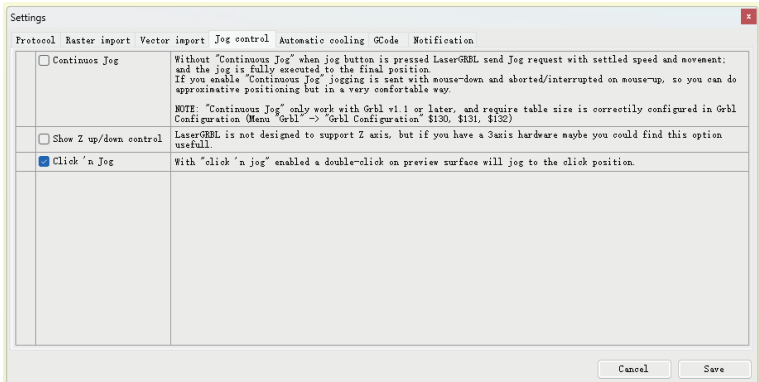 Settings
Protocol Raster import Vector import Jog control Automatic cooling GCode Notification
Continuos Jog
Without "Continuous Jog" when jog button is pressed LaserGRBL send Jog request with settled speed and movement;
and the jog is fully executed to the final position.
If you enable "Continuous Jog" jogging is sent with mouse-down and aborted/interrupted on mouse-up, so you can do
approximative positioning but in a very comfortable way.
NOTE: "Continuous Jog" only work with Grbl v1.1 or later, and require table size is correctily configured in Grbl
Configuration (Menu "Grbl" -> "Grbl Configuration" $130, $131, $132)
Show Z up/down control
LaserGRBL is not designed to support Z axis, but if you have a 3axis hardware maybe you could find this option
usefull.
Click 'n Jog
With "click 'n jog" enabled a double-click on preview surface will jog to the click position.
Cancel Save